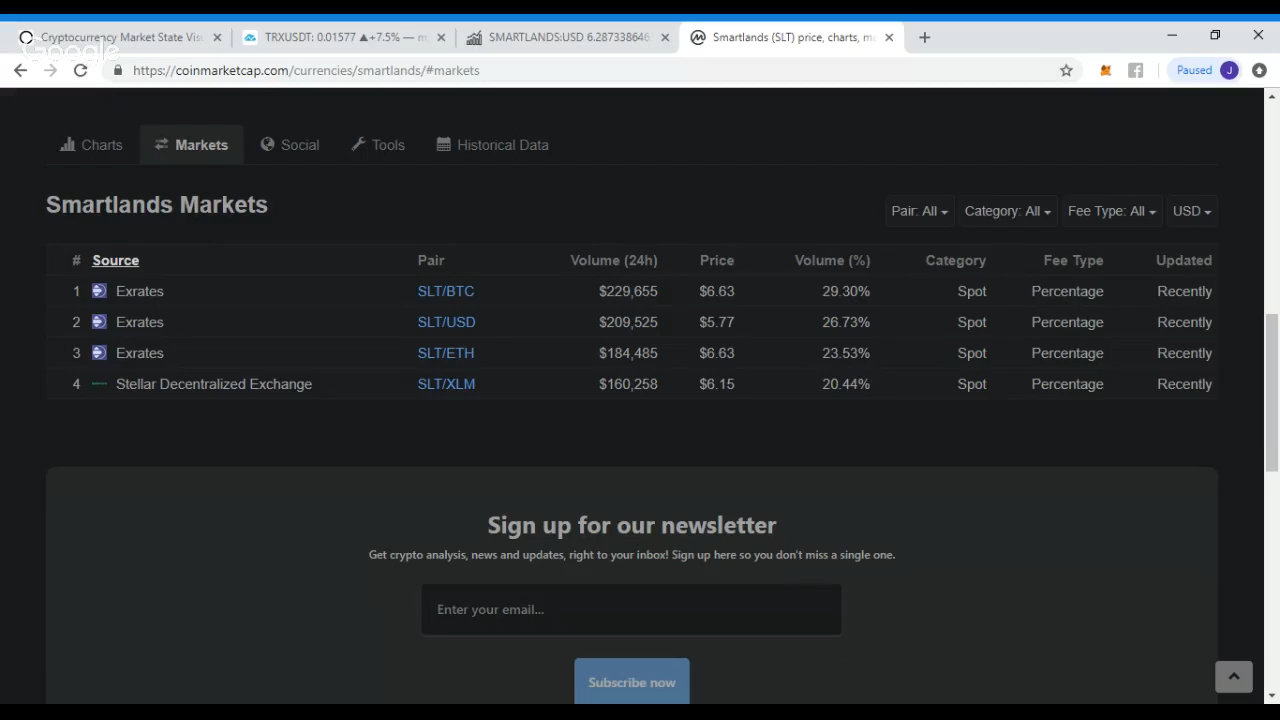 Cryptocurrency Market State Vis
TRXUSDT: 0.01577 ▲+7.5% —
SMARTLANDS:USD 6.287338646
Smartlands (SLT) price, charts, m
Google
https://coinmarketcap.com/currencies/smartlands/#markets
Paused J
Charts
Markets
Social
Tools
Historical Data
Smartlands Markets
Pair: All
Category: All
Fee Type: All
USD
# Source Pair Volume (24h) Price Volume (%) Category Fee Type Updated
1 Exrates SLT/BTC $229,655 $6.63 29.30% Spot Percentage Recently
2 Exrates SLT/USD $209,525 $5.77 26.73% Spot Percentage Recently
3 Exrates SLT/ETH $184,485 $6.63 23.53% Spot Percentage Recently
4 Stellar Decentralized Exchange SLT/XLM $160,258 $6.15 20.44% Spot Percentage Recently
Sign up for our newsletter
Get crypto analysis, news and updates, right to your inbox! Sign up here so you don't miss a single one.
Enter your email...
Subscribe now